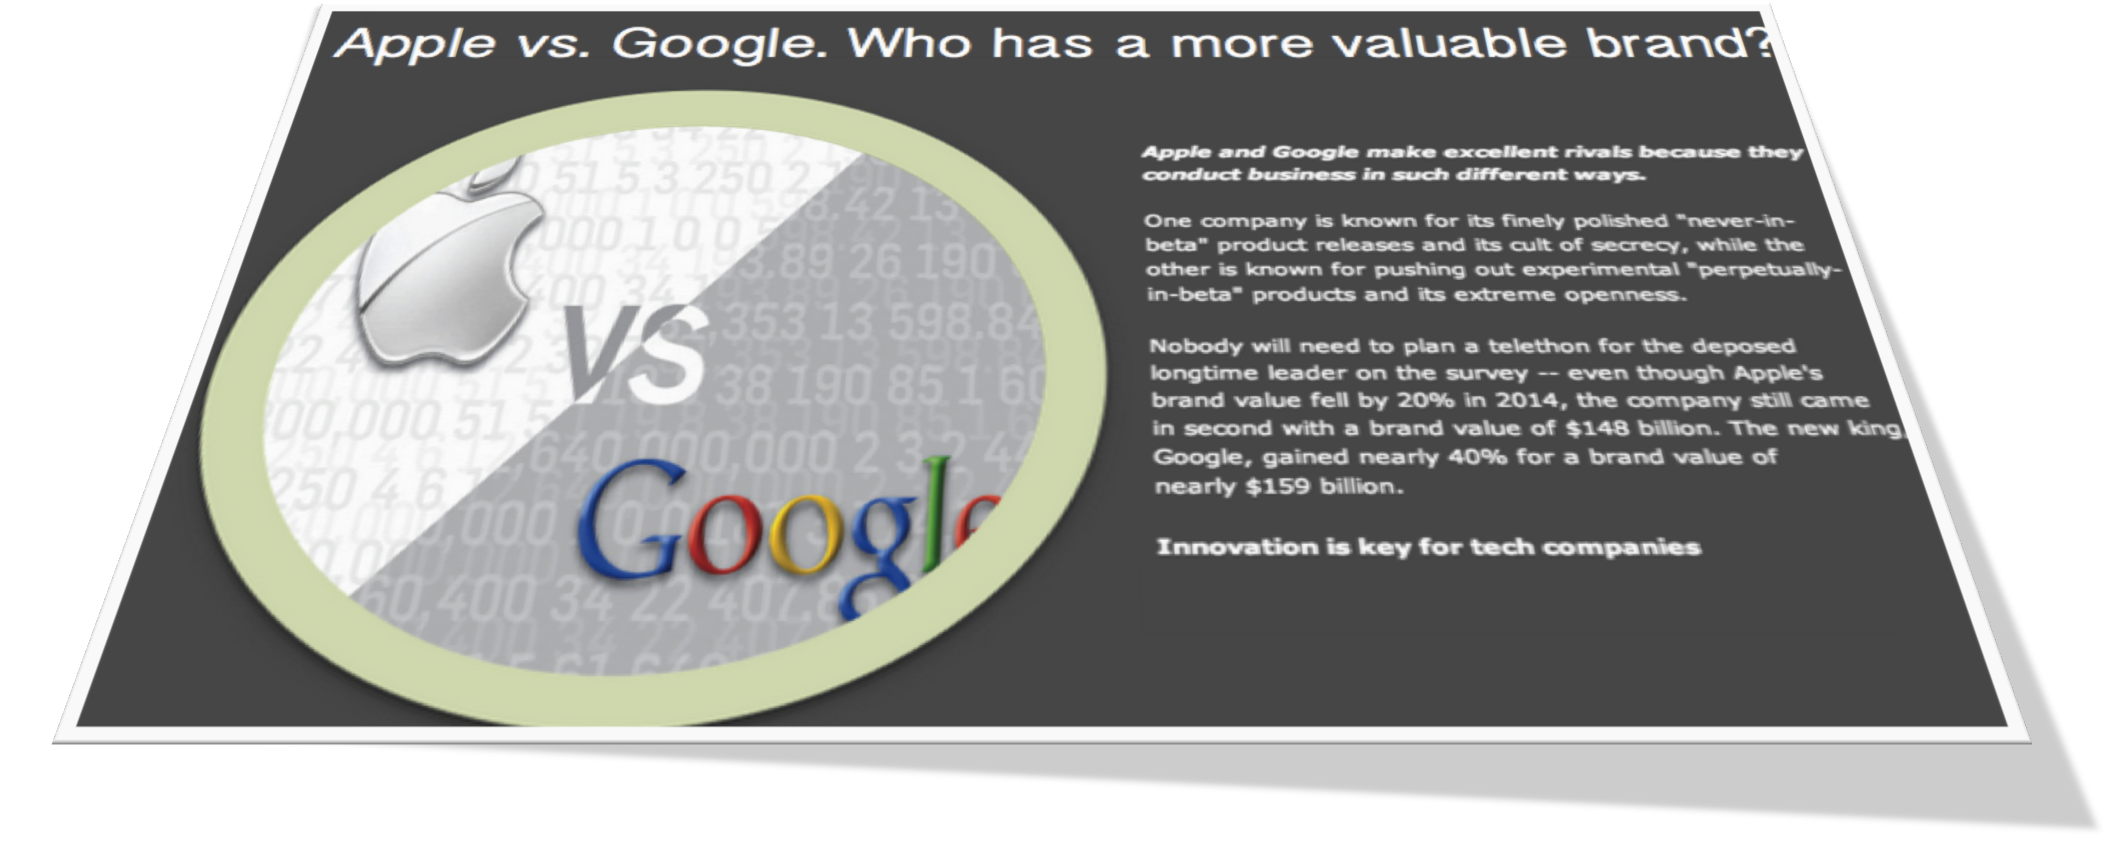 Apple vs. Google. Who has a more valuable brand?
Apple and Google make excellent rivals because they
conduct business in such different ways.
One company is known for its finely polished "never-in-
beta" product releases and its cult of secrecy, while the
other is known for pushing out experimental "perpetually-
in-beta" products and its extreme openness.
Nobody will need to plan a telethon for the deposed
longtime leader on the survey -- even though Apple's
brand value fell by 20% in 2014, the company still came
in second with a brand value of $148 billion. The new king,
Google, gained nearly 40% for a brand value of
nearly $159 billion.
Innovation is key for tech companies
VS
Google